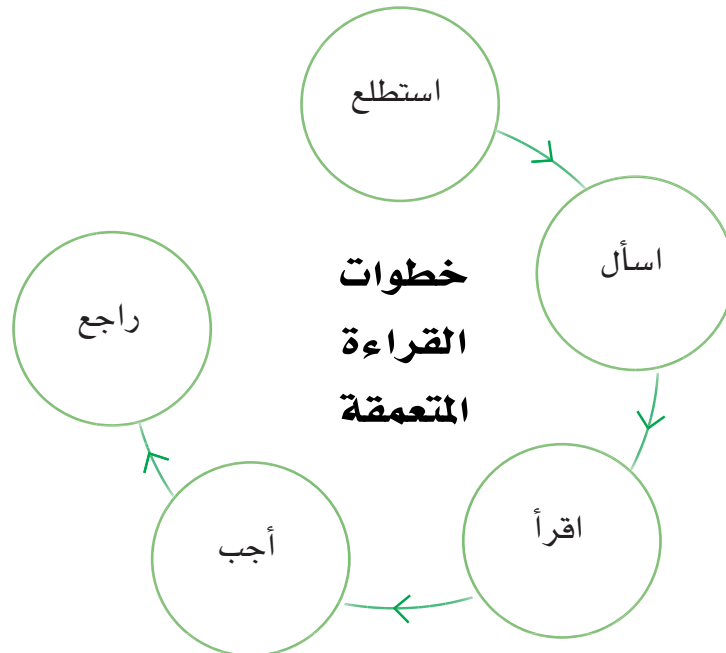 استطلع
اسأل
خطوات
القراءة
المتعمقة
راجع
اقرأ
أجب